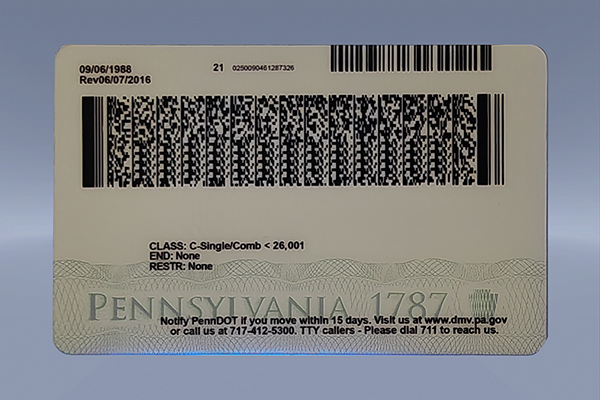 09/06/1988 21 0250090461287326
Rev06/07/2016
CLASS: C-Single/Comb < 26,001
END: None
RESTR: None
PENNSYLVANIA 1787
Notify PennDOT if you move within 15 days. Visit us at www.dmv.pa.gov
or call us at 717-412-5300. TTY callers - Please dial 711 to reach us.